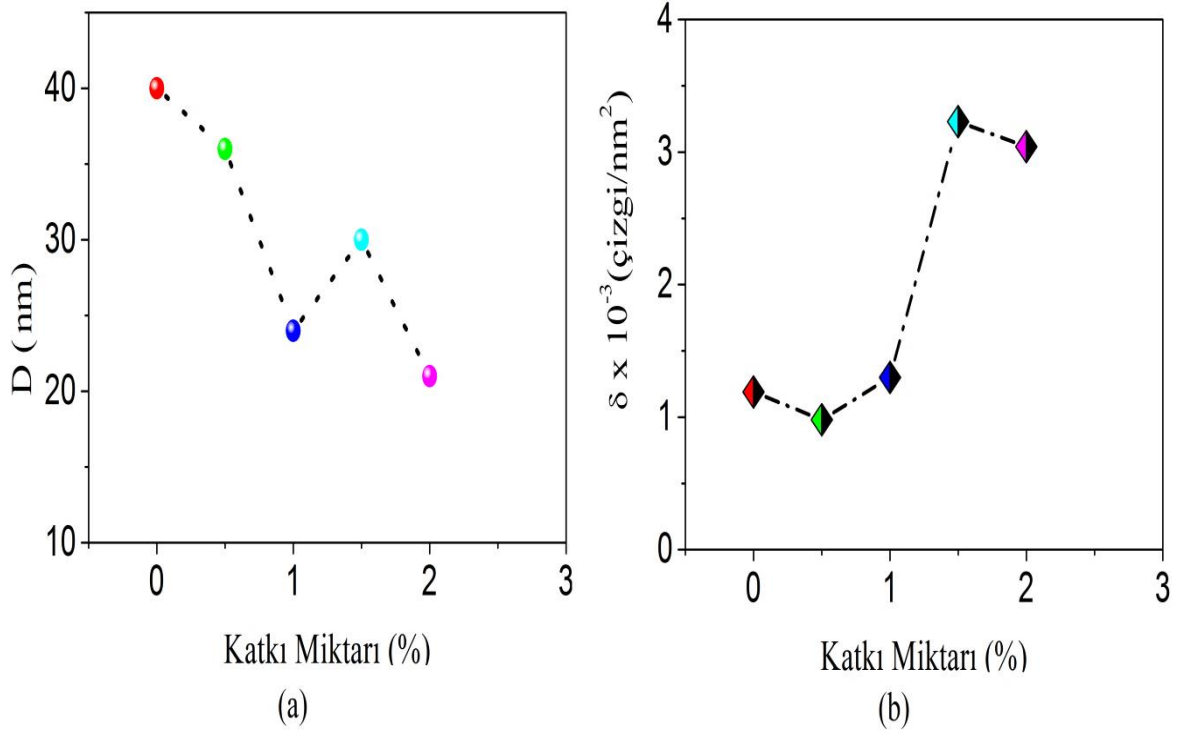 40
30
20
10
D ( nm)
0 1 2 3
Katkı Miktarı (%)
(a)
4
3
2
1
0
δ x 10⁻³(çizgi/nm²)
0 1 2 3
Katkı Miktarı (%)
(b)